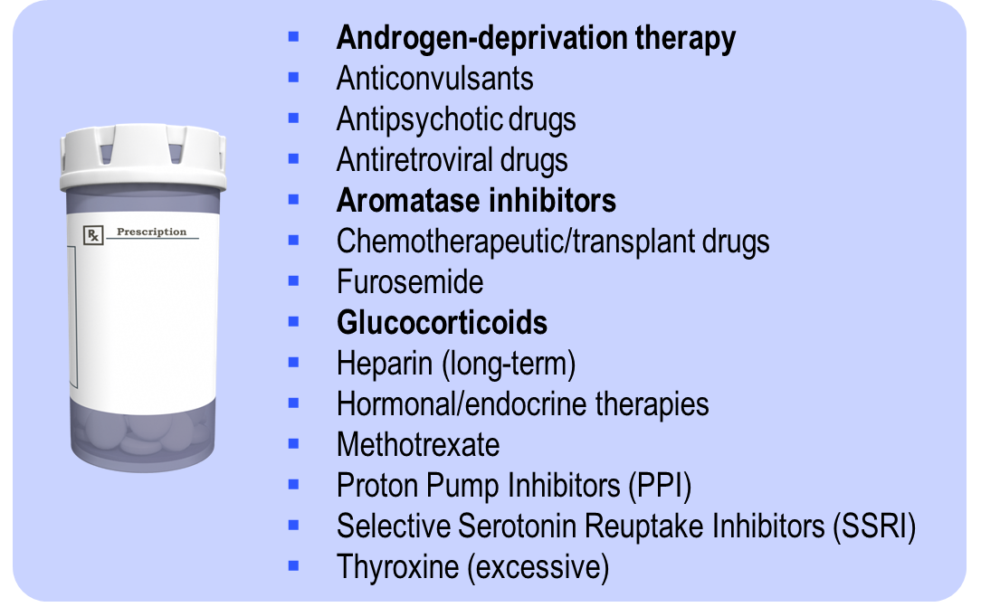 Androgen-deprivation therapy
Anticonvulsants
Antipsychotic drugs
Antiretroviral drugs
Aromatase inhibitors
Chemotherapeutic/transplant drugs
Furosemide
Glucocorticoids
Heparin (long-term)
Hormonal/endocrine therapies
Methotrexate
Proton Pump Inhibitors (PPI)
Selective Serotonin Reuptake Inhibitors (SSRI)
Thyroxine (excessive)
Rx Prescription